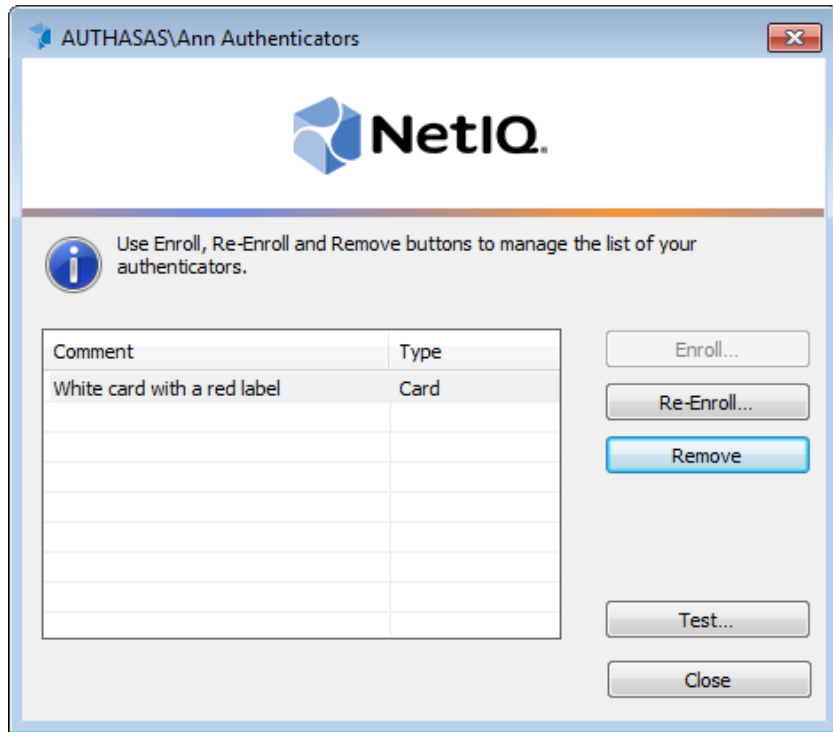 AUTHASAS\Ann Authenticators
NetIQ.
Use Enroll, Re-Enroll and Remove buttons to manage the list of your
authenticators.
Comment Type
White card with a red label Card
Enroll...
Re-Enroll...
Remove
Test...
Close